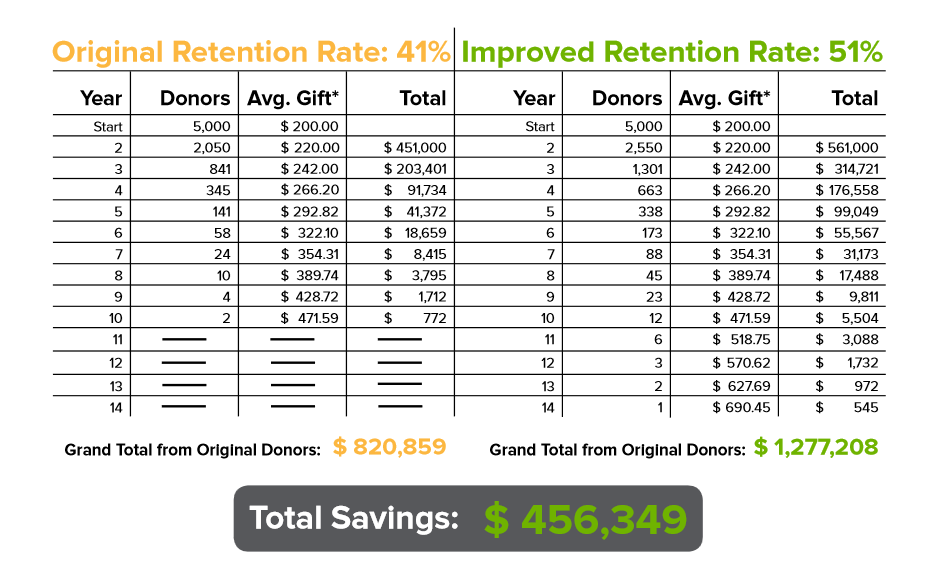 Original Retention Rate: 41% Improved Retention Rate: 51%
Year Donors Avg. Gift* Total Year Donors Avg. Gift* Total
Start 5,000 $ 200.00 Start 5,000 $ 200.00
2 2,050 $ 220.00 $ 451,000 2 2,550 $ 220.00 $ 561,000
3 841 $ 242.00 $ 203,401 3 1,301 $ 242.00 $ 314,721
4 345 $ 266.20 $ 91,734 4 663 $ 266.20 $ 176,558
5 141 $ 292.82 $ 41,372 5 338 $ 292.82 $ 99,049
6 58 $ 322.10 $ 18,659 6 173 $ 322.10 $ 55,567
7 24 $ 354.31 $ 8,415 7 88 $ 354.31 $ 31,173
8 10 $ 389.74 $ 3,795 8 45 $ 389.74 $ 17,488
9 4 $ 428.72 $ 1,712 9 23 $ 428.72 $ 9,811
10 2 $ 471.59 $ 772 10 12 $ 471.59 $ 5,504
11 — — — 11 6 $ 518.75 $ 3,088
12 — — — 12 3 $ 570.62 $ 1,732
13 — — — 13 2 $ 627.69 $ 972
14 — — — 14 1 $ 690.45 $ 545
Grand Total from Original Donors: $ 820,859 Grand Total from Original Donors: $ 1,277,208
Total Savings: $ 456,349